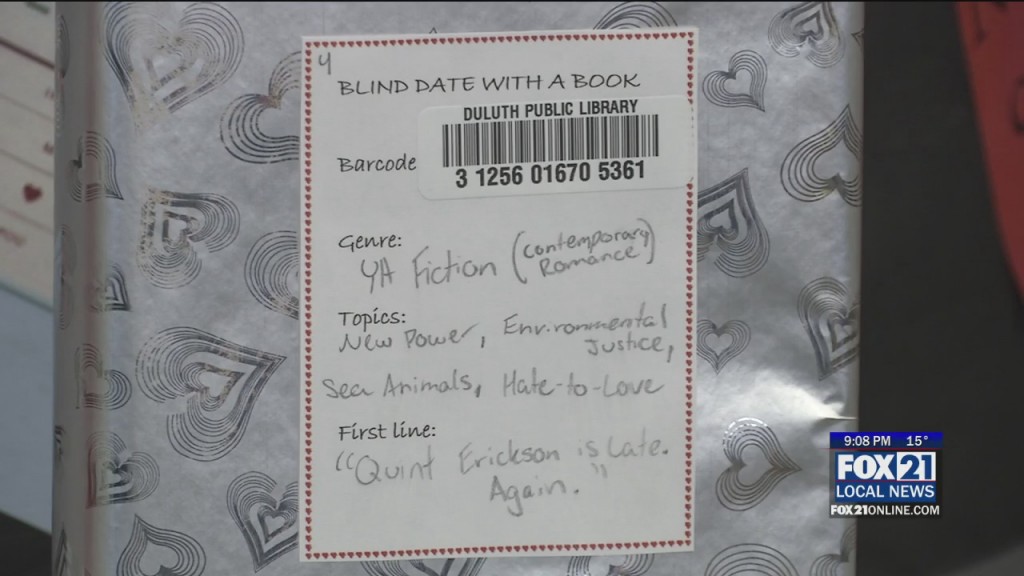 4
BLIND DATE WITH A BOOK
DULUTH PUBLIC LIBRARY
Barcode
3 1256 01670 5361
Genre:
YA Fiction (Contemporary
Romance)
Topics:
New Power, Environmental
Justice,
Sea Animals, Hate-to-Love
First line:
"Quint Erickson is Late.
Again."
9:08 PM 15°
FOX 21
LOCAL NEWS
FOX21ONLINE.COM